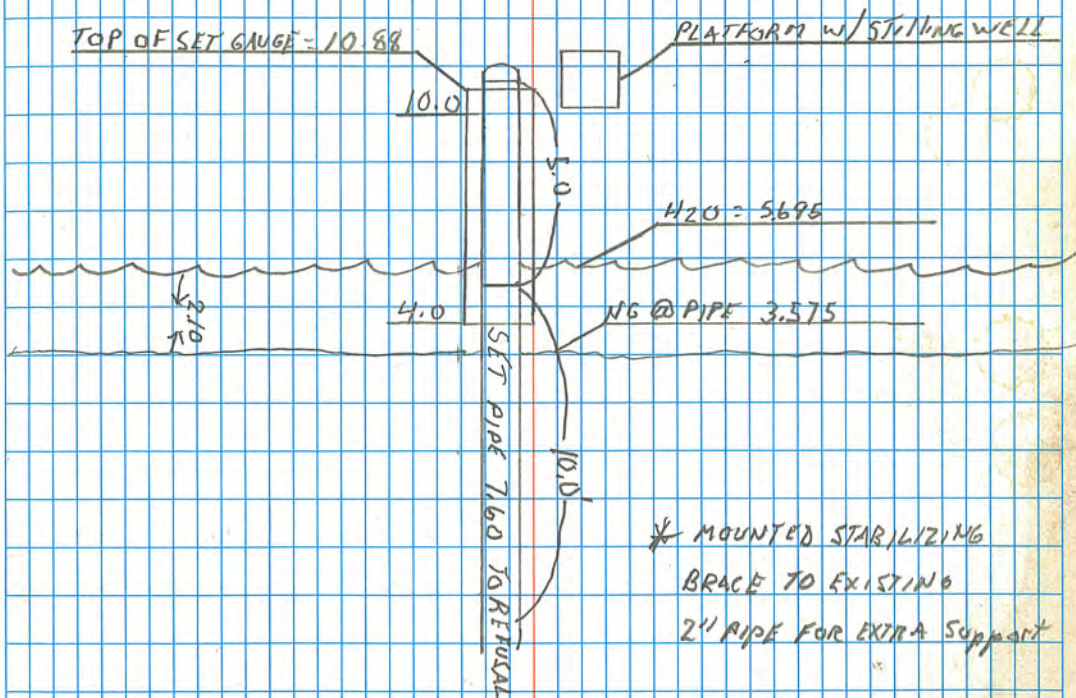 TOP OF SET GAUGE = 10.88
PLATFORM W/ STILLING WELL
10.0
5.0
H2O = 5.695
2.10
4.0
NG @ PIPE 3.575
SET PIPE 7.60 TO REFUSAL
10.0'
* MOUNTED STABILIZING
BRACE TO EXISTING
2" PIPE FOR EXTRA Support